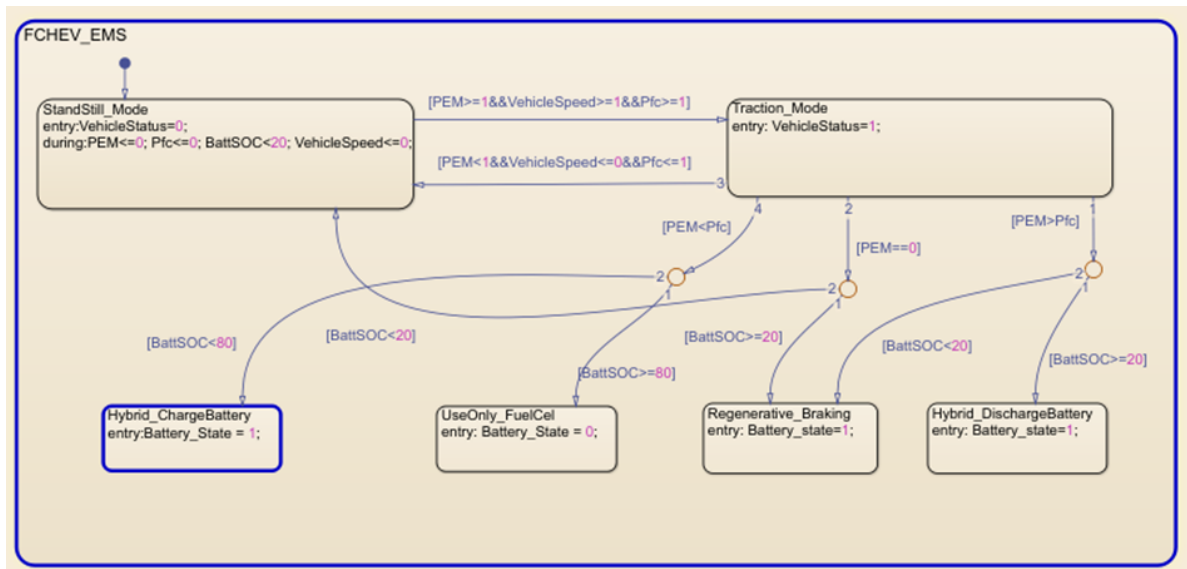 FCHEV_EMS
StandStill_Mode
entry:VehicleStatus=0;
during:PEM<=0; Pfc<=0; BattSOC<20; VehicleSpeed<=0;
[PEM>=1&&VehicleSpeed>=1&&Pfc>=1]
Traction_Mode
entry: VehicleStatus=1;
[PEM<1&&VehicleSpeed<=0&&Pfc<=1]
3
4
2
1
[PEM<Pfc]
[PEM==0]
[PEM>Pfc]
2
1
2
1
2
1
[BattSOC<80]
[BattSOC<20]
[BattSOC>=80]
[BattSOC>=20]
[BattSOC<20]
[BattSOC>=20]
Hybrid_ChargeBattery
entry:Battery_State = 1;
UseOnly_FuelCel
entry: Battery_State = 0;
Regenerative_Braking
entry: Battery_state=1;
Hybrid_DischargeBattery
entry: Battery_state=1;